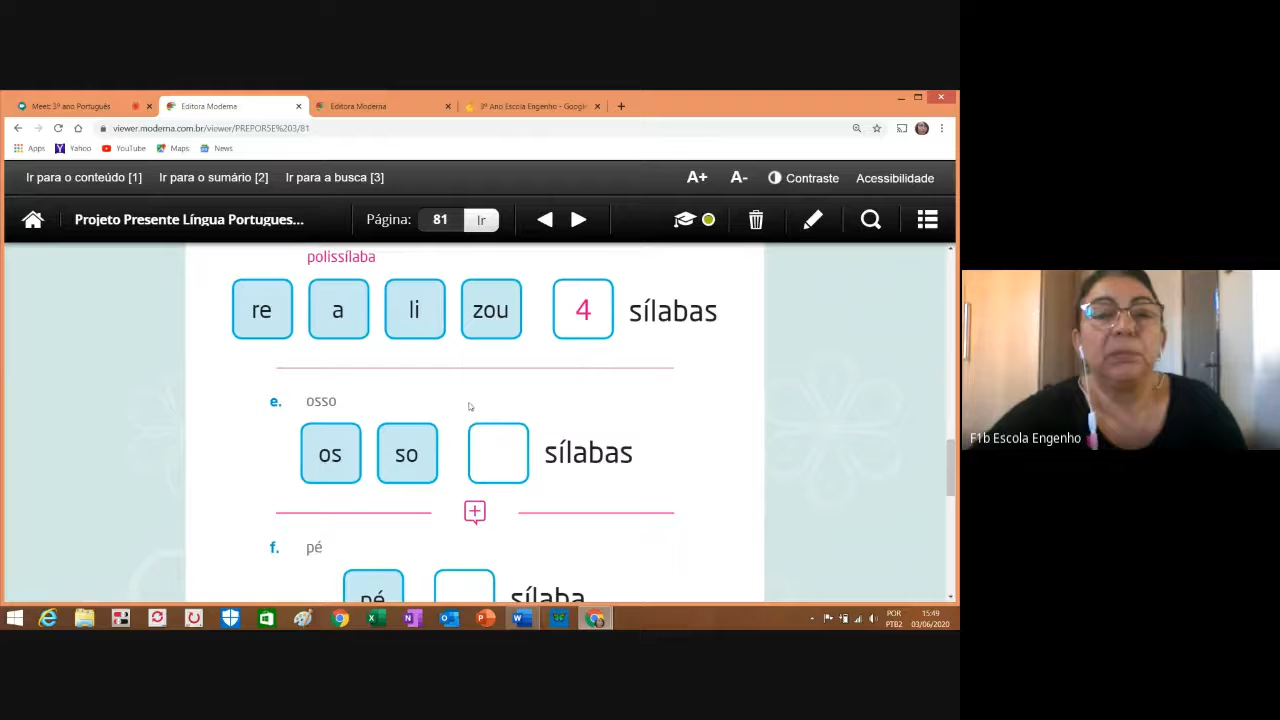 Meet: 3º ano Português
Editora Moderna
Editora Moderna
3º Ano Escola Engenho - Googl
viewer.moderna.com.br/viewer/PREPOR5E%203/81
Apps
Yahoo
YouTube
Maps
News
Ir para o conteúdo [1]
Ir para o sumário [2]
Ir para a busca [3]
A+
A-
Contraste
Acessibilidade
Projeto Presente Língua Portugues...
Página:
81
Ir
polissílaba
re a li zou 4 sílabas
e. osso
os so sílabas
f. pé
pé sílaba
F1b Escola Engenho
POR
PTB2
15:49
03/06/2020